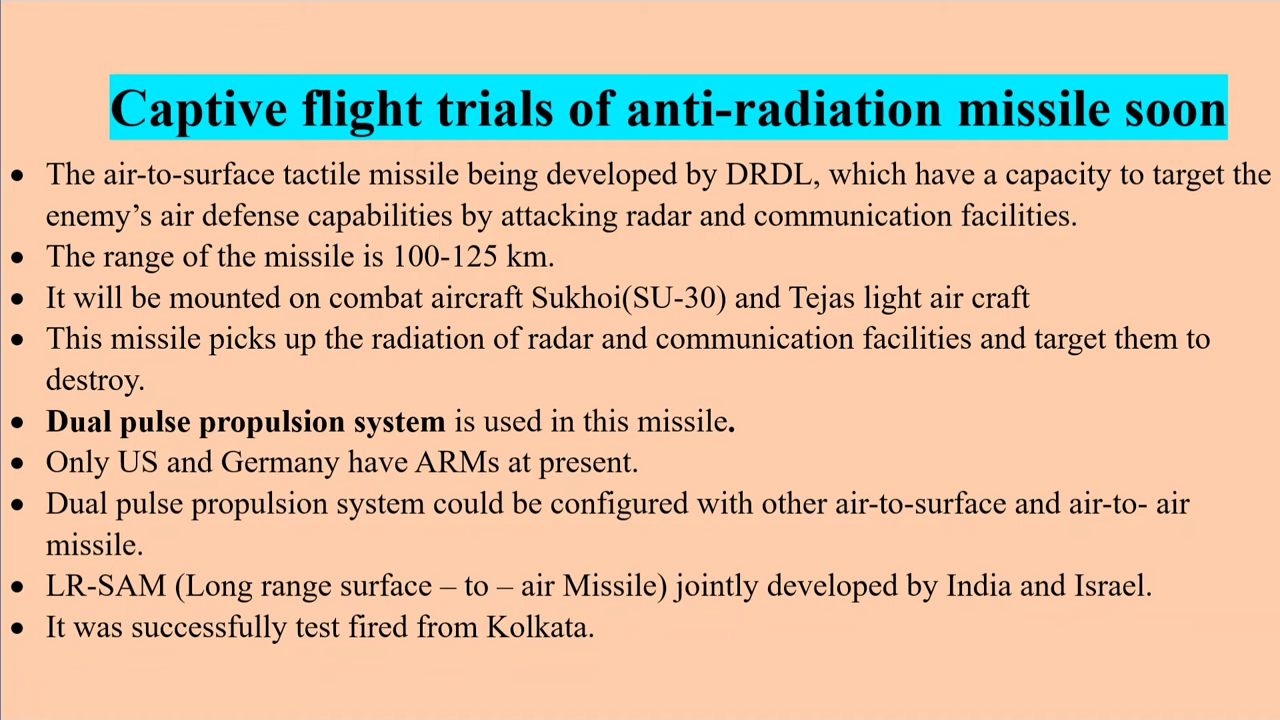 Captive flight trials of anti-radiation missile soon
• The air-to-surface tactile missile being developed by DRDL, which have a capacity to target the
enemy’s air defense capabilities by attacking radar and communication facilities.
• The range of the missile is 100-125 km.
• It will be mounted on combat aircraft Sukhoi(SU-30) and Tejas light air craft
• This missile picks up the radiation of radar and communication facilities and target them to
destroy.
• Dual pulse propulsion system is used in this missile.
• Only US and Germany have ARMs at present.
• Dual pulse propulsion system could be configured with other air-to-surface and air-to- air
missile.
• LR-SAM (Long range surface – to – air Missile) jointly developed by India and Israel.
• It was successfully test fired from Kolkata.